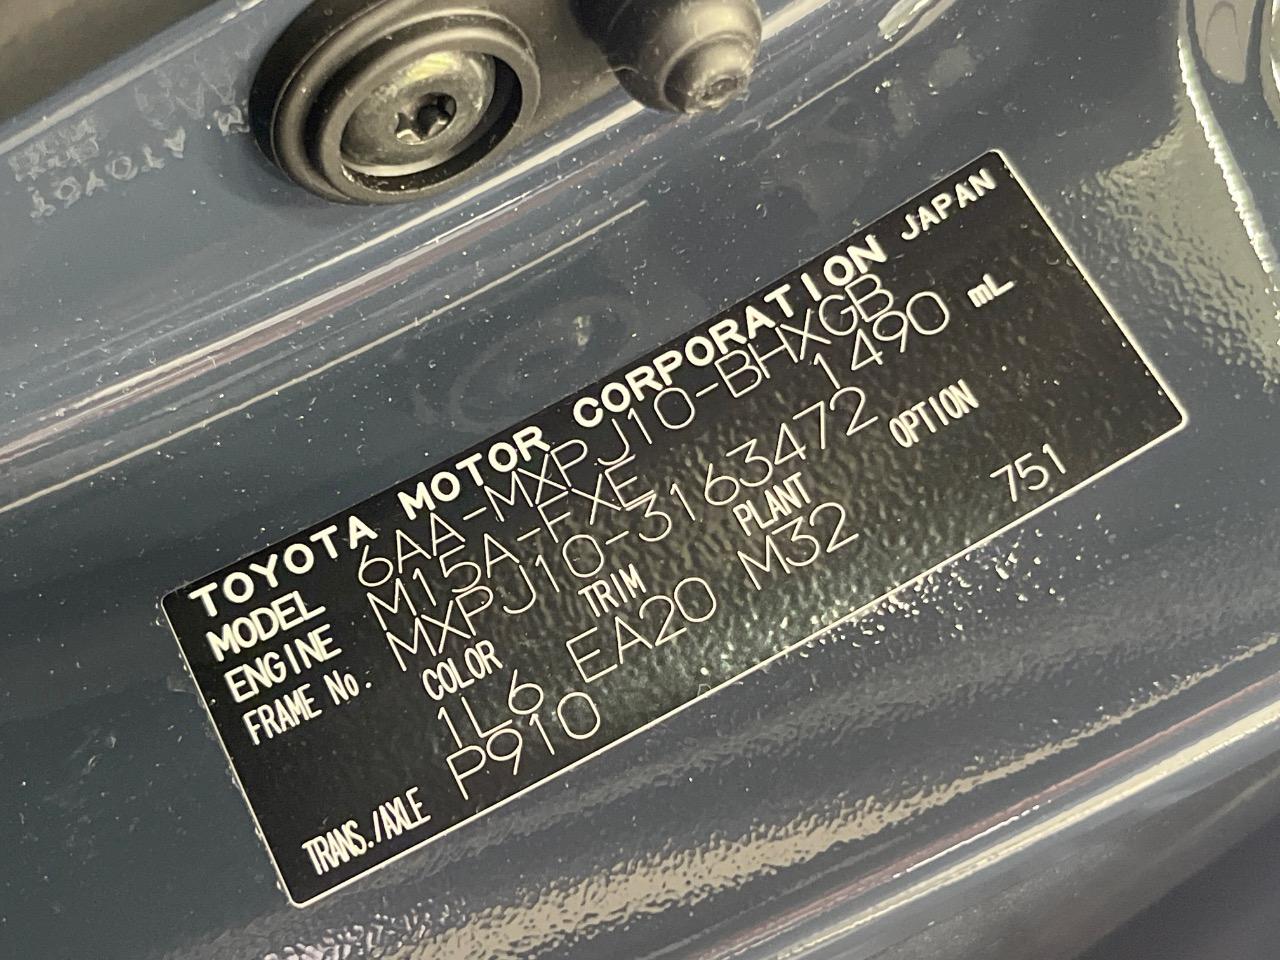 TOYOTA MOTOR CORPORATION JAPAN
MODEL 6AA-MXPJ10-BHXGB
ENGINE M15A-FXE 1490 mL
FRAME No. MXPJ10-3163472
COLOR TRIM PLANT OPTION
1L6 EA20 M32 751
TRANS./AXLE P910